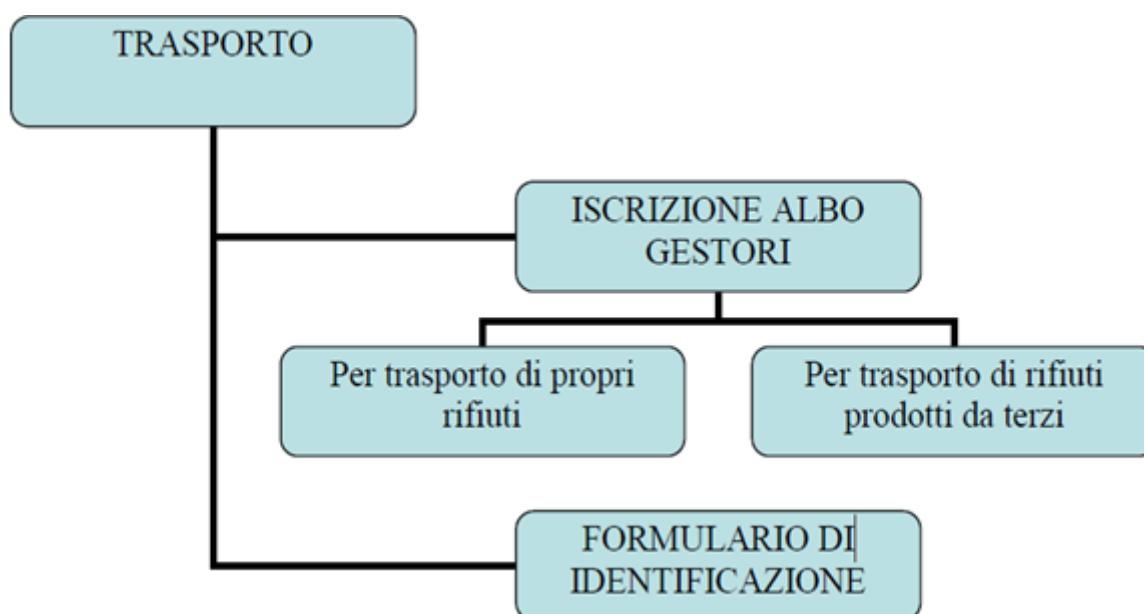 TRASPORTO
ISCRIZIONE ALBO
GESTORI
Per trasporto di propri
rifiuti
Per trasporto di rifiuti
prodotti da terzi
FORMULARIO DI
IDENTIFICAZIONE